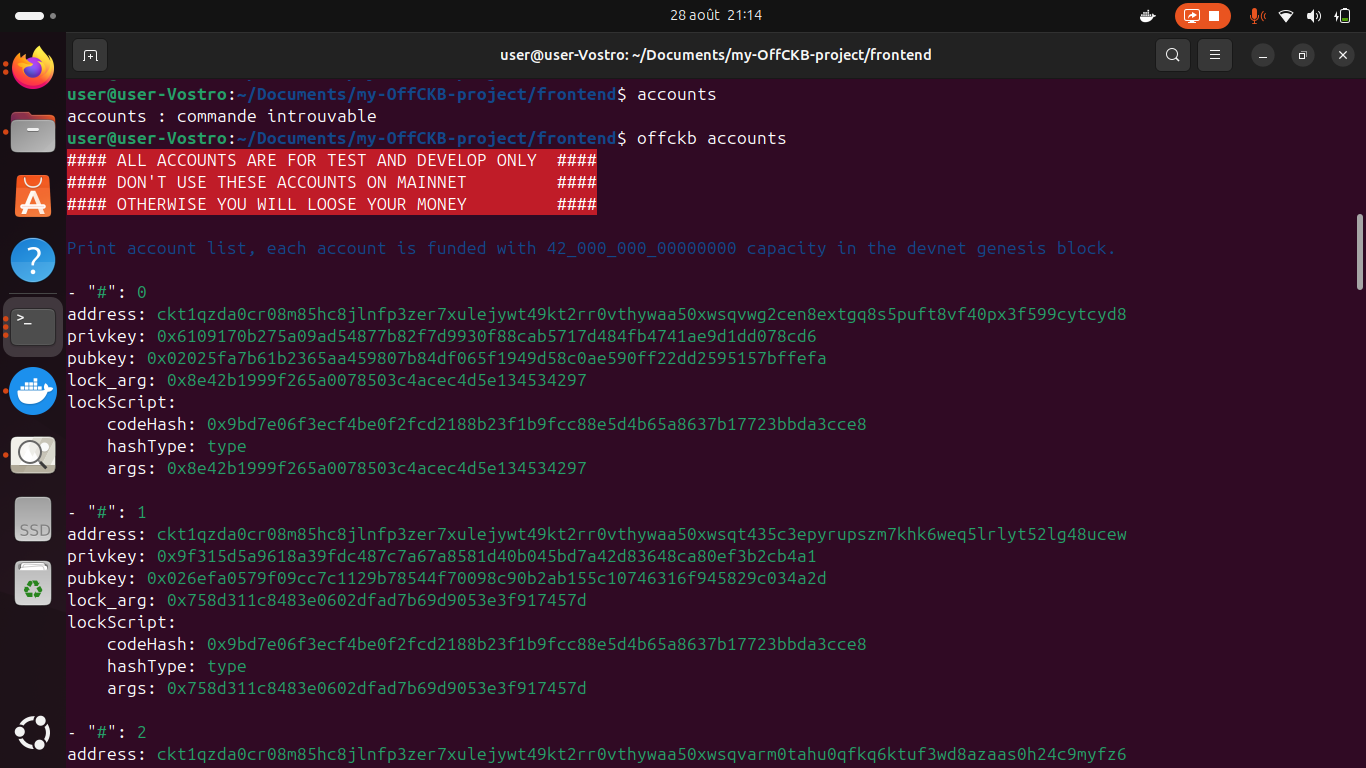 28 août 21:14
user@user-Vostro: ~/Documents/my-OffCKB-project/frontend
user@user-Vostro:~/Documents/my-OffCKB-project/frontend$ accounts
accounts : commande introuvable
user@user-Vostro:~/Documents/my-OffCKB-project/frontend$ offckb accounts
#### ALL ACCOUNTS ARE FOR TEST AND DEVELOP ONLY  ####
#### DON'T USE THESE ACCOUNTS ON MAINNET         ####
#### OTHERWISE YOU WILL LOOSE YOUR MONEY         ####
Print account list, each account is funded with 42_000_000_00000000 capacity in the devnet genesis block.
- "#": 0
address: ckt1qzda0cr08m85hc8jlnfp3zer7xulejywt49kt2rr0vthywaa50xwsqvwg2cen8extgq8s5puft8vf40px3f599cytcyd8
privkey: 0x6109170b275a09ad54877b82f7d9930f88cab5717d484fb4741ae9d1dd078cd6
pubkey: 0x02025fa7b61b2365aa459807b84df065f1949d58c0ae590ff22dd2595157bffefa
lock_arg: 0x8e42b1999f265a0078503c4acec4d5e134534297
lockScript:
    codeHash: 0x9bd7e06f3ecf4be0f2fcd2188b23f1b9fcc88e5d4b65a8637b17723bbda3cce8
    hashType: type
    args: 0x8e42b1999f265a0078503c4acec4d5e134534297
- "#": 1
address: ckt1qzda0cr08m85hc8jlnfp3zer7xulejywt49kt2rr0vthywaa50xwsqt435c3epyrupszm7khk6weq5lrlyt52lg48ucew
privkey: 0x9f315d5a9618a39fdc487c7a67a8581d40b045bd7a42d83648ca80ef3b2cb4a1
pubkey: 0x026efa0579f09cc7c1129b78544f70098c90b2ab155c10746316f945829c034a2d
lock_arg: 0x758d311c8483e0602dfad7b69d9053e3f917457d
lockScript:
    codeHash: 0x9bd7e06f3ecf4be0f2fcd2188b23f1b9fcc88e5d4b65a8637b17723bbda3cce8
    hashType: type
    args: 0x758d311c8483e0602dfad7b69d9053e3f917457d
- "#": 2
address: ckt1qzda0cr08m85hc8jlnfp3zer7xulejywt49kt2rr0vthywaa50xwsqvarm0tahu0qfkq6ktuf3wd8azaas0h24c9myfz6
SSD